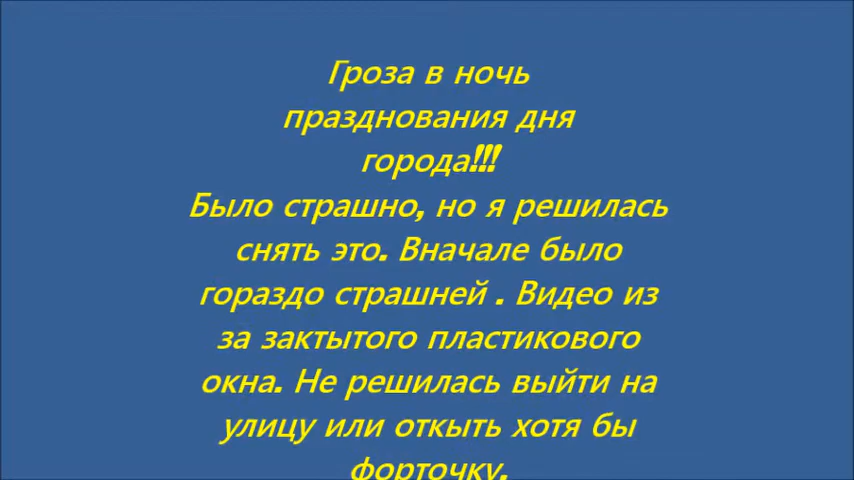 Гроза в ночь
празднования дня
города!!!
Было страшно, но я решилась
снять это. Вначале было
гораздо страшней . Видео из
за зактытого пластикового
окна. Не решилась выйти на
улицу или откыть хотя бы
форточку.